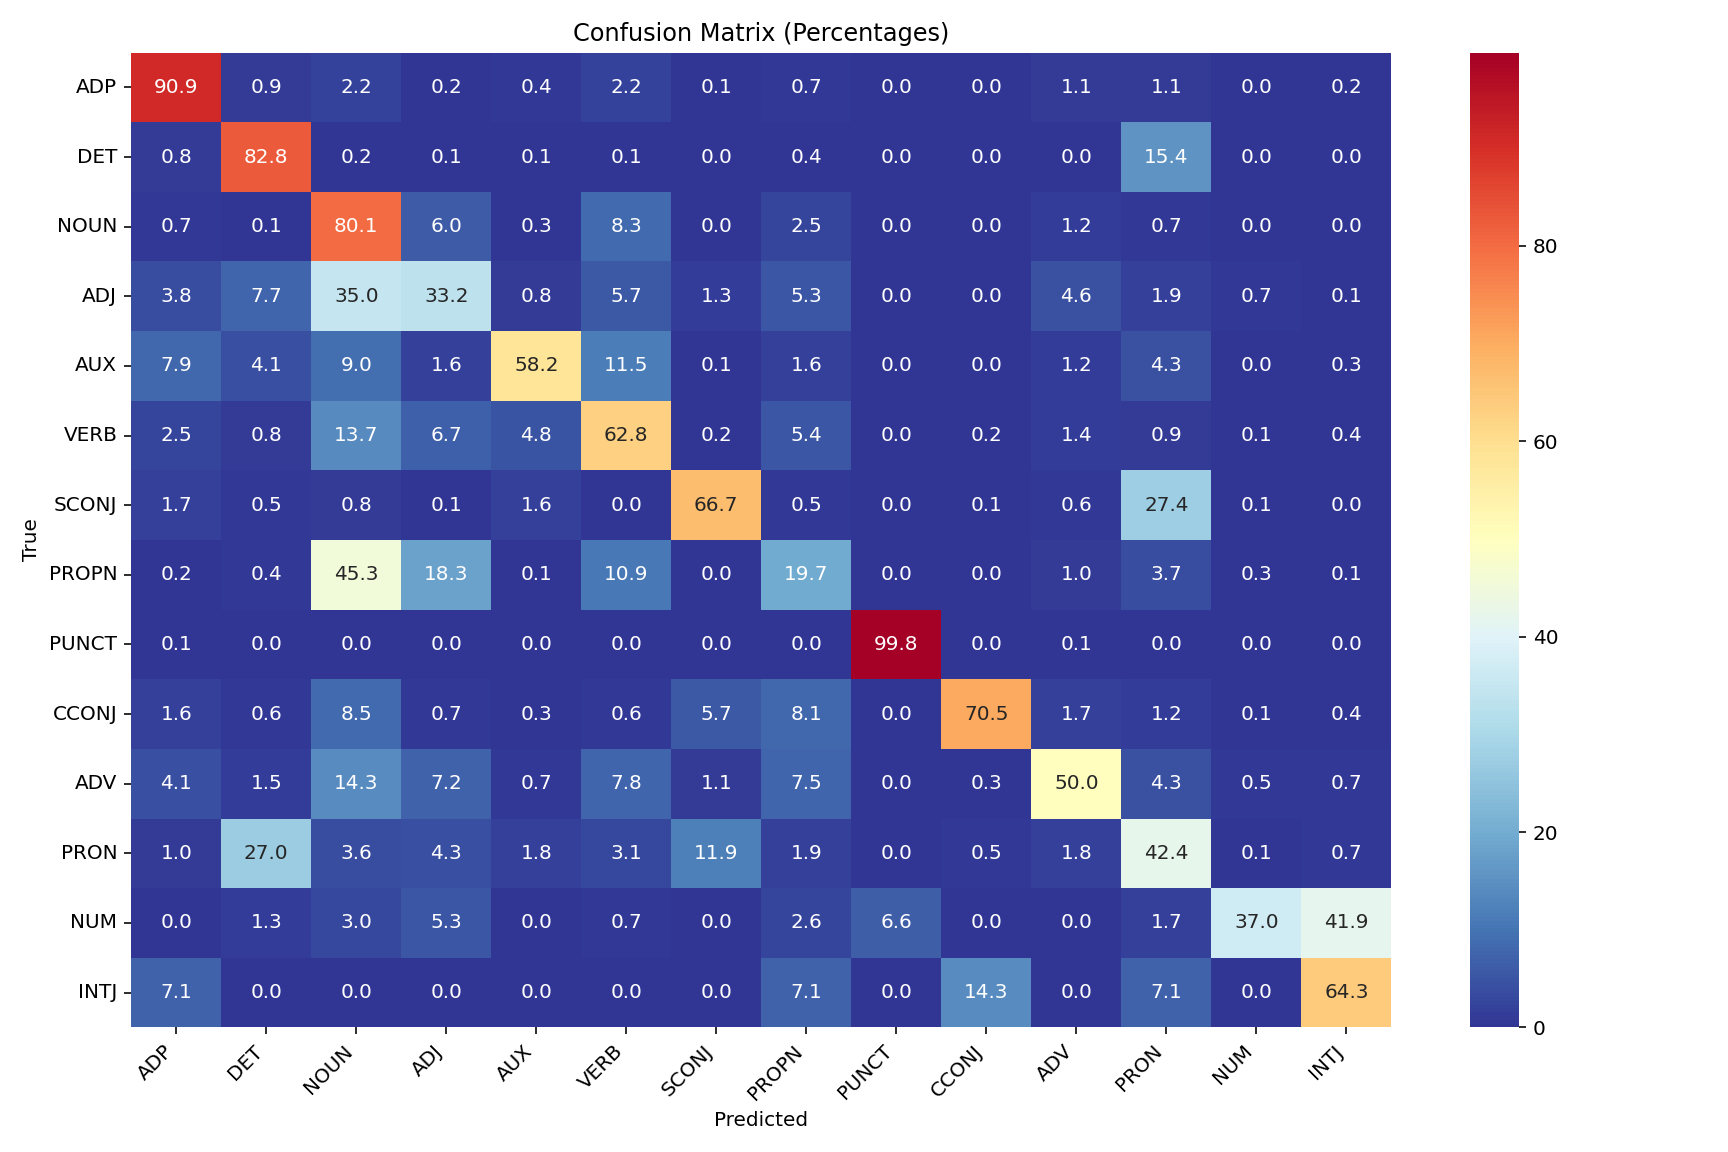 Confusion Matrix (Percentages)
ADP 90.9 0.9 2.2 0.2 0.4 2.2 0.1 0.7 0.0 0.0 1.1 1.1 0.0 0.2
DET 0.8 82.8 0.2 0.1 0.1 0.1 0.0 0.4 0.0 0.0 0.0 15.4 0.0 0.0
NOUN 0.7 0.1 80.1 6.0 0.3 8.3 0.0 2.5 0.0 0.0 1.2 0.7 0.0 0.0
ADJ 3.8 7.7 35.0 33.2 0.8 5.7 1.3 5.3 0.0 0.0 4.6 1.9 0.7 0.1
AUX 7.9 4.1 9.0 1.6 58.2 11.5 0.1 1.6 0.0 0.0 1.2 4.3 0.0 0.3
VERB 2.5 0.8 13.7 6.7 4.8 62.8 0.2 5.4 0.0 0.2 1.4 0.9 0.1 0.4
SCONJ 1.7 0.5 0.8 0.1 1.6 0.0 66.7 0.5 0.0 0.1 0.6 27.4 0.1 0.0
PROPN 0.2 0.4 45.3 18.3 0.1 10.9 0.0 19.7 0.0 0.0 1.0 3.7 0.3 0.1
PUNCT 0.1 0.0 0.0 0.0 0.0 0.0 0.0 0.0 99.8 0.0 0.1 0.0 0.0 0.0
CCONJ 1.6 0.6 8.5 0.7 0.3 0.6 5.7 8.1 0.0 70.5 1.7 1.2 0.1 0.4
ADV 4.1 1.5 14.3 7.2 0.7 7.8 1.1 7.5 0.0 0.3 50.0 4.3 0.5 0.7
PRON 1.0 27.0 3.6 4.3 1.8 3.1 11.9 1.9 0.0 0.5 1.8 42.4 0.1 0.7
NUM 0.0 1.3 3.0 5.3 0.0 0.7 0.0 2.6 6.6 0.0 0.0 1.7 37.0 41.9
INTJ 7.1 0.0 0.0 0.0 0.0 0.0 0.0 7.1 0.0 14.3 0.0 7.1 0.0 64.3
ADP DET NOUN ADJ AUX VERB SCONJ PROPN PUNCT CCONJ ADV PRON NUM INTJ
Predicted
True
80
60
40
20
0